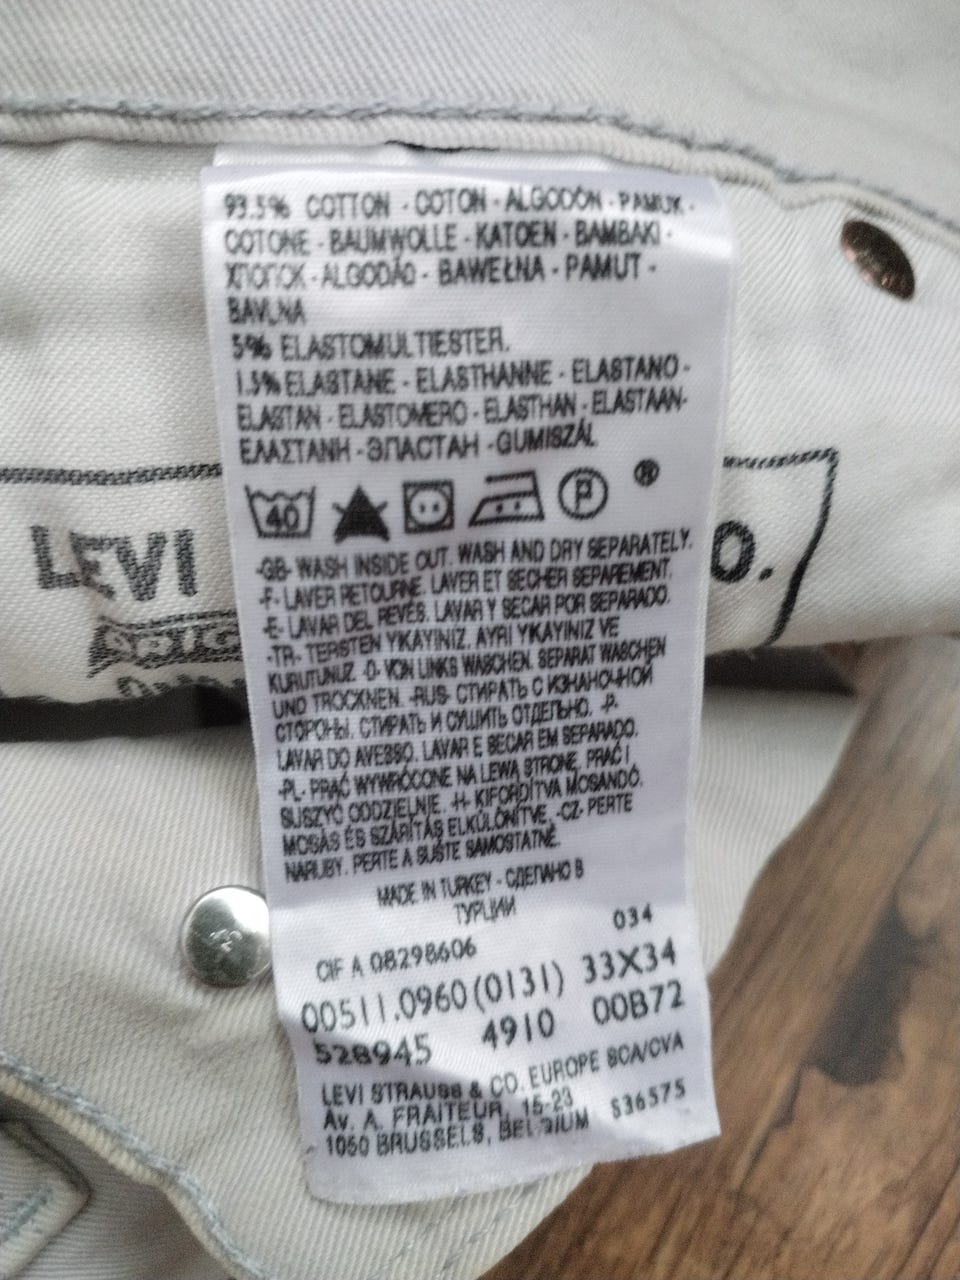 93.5% COTTON - COTON - ALGODÓN - PAMUK -
COTONE - BAUMWOLLE - KATOEN - BAMBAKI -
ХЛОПОК - ALGODÃO - BAWEŁNA - PAMUT -
BAVLNA
5% ELASTOMULTIESTER.
1.5% ELASTANE - ELASTHANNE - ELASTANO -
ELASTAN - ELASTOMERO - ELASTHAN - ELASTAAN-
ΕΛΑΣΤΑΝΗ - ЭЛАСТАН - GUMISZÁL
40 P ®
-GB- WASH INSIDE OUT. WASH AND DRY SEPARATELY.
-F- LAVER RETOURNE. LAVER ET SECHER SEPAREMENT.
-E- LAVAR DEL REVÉS. LAVAR Y SECAR POR SEPARADO.
-TR- TERSTEN YIKAYINIZ. AYRI YIKAYINIZ VE
KURUTUNUZ. -D- VON LINKS WASCHEN. SEPARAT WASCHEN
UND TROCKNEN. -RUS- СТИРАТЬ С ИЗНАНОЧНОЙ
СТОРОНЫ. СТИРАТЬ И СУШИТЬ ОТДЕЛЬНО. -P-
LAVAR DO AVESSO. LAVAR E SECAR EM SEPARADO.
-PL- PRAĆ WYWRÓCONE NA LEWĄ STRONĘ. PRAĆ I
SUSZYĆ ODDZIELNIE. -H- KIFORDÍTVA MOSANDÓ.
MOSÁS ÉS SZÁRÍTÁS ELKÜLÖNÍTVE. -CZ- PERTE
NARUBY. PERTE A SUŠTE SAMOSTATNĚ.
MADE IN TURKEY - СДЕЛАНО В
ТУРЦИИ
034
CIF A 08298606
00511.0960(0131) 33X34
528945 4910 00B72
LEVI STRAUSS & CO. EUROPE SCA/CVA
Av. A. FRAITEUR, 15-23 S36575
1050 BRUSSELS, BELGIUM
LEVI O.
ORIG